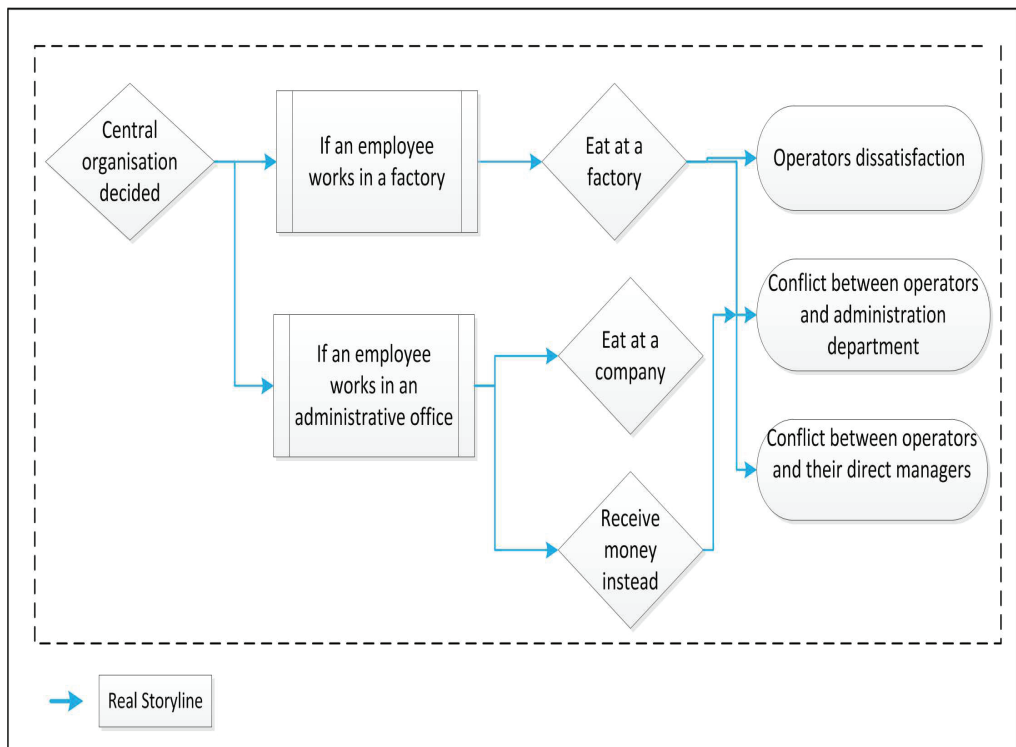 Central
organisation
decided
If an employee
works in a factory
Eat at a
factory
Operators dissatisfaction
If an employee
works in an
administrative office
Eat at a
company
Conflict between operators
and administration
department
Receive
money
instead
Conflict between operators
and their direct managers
Real Storyline